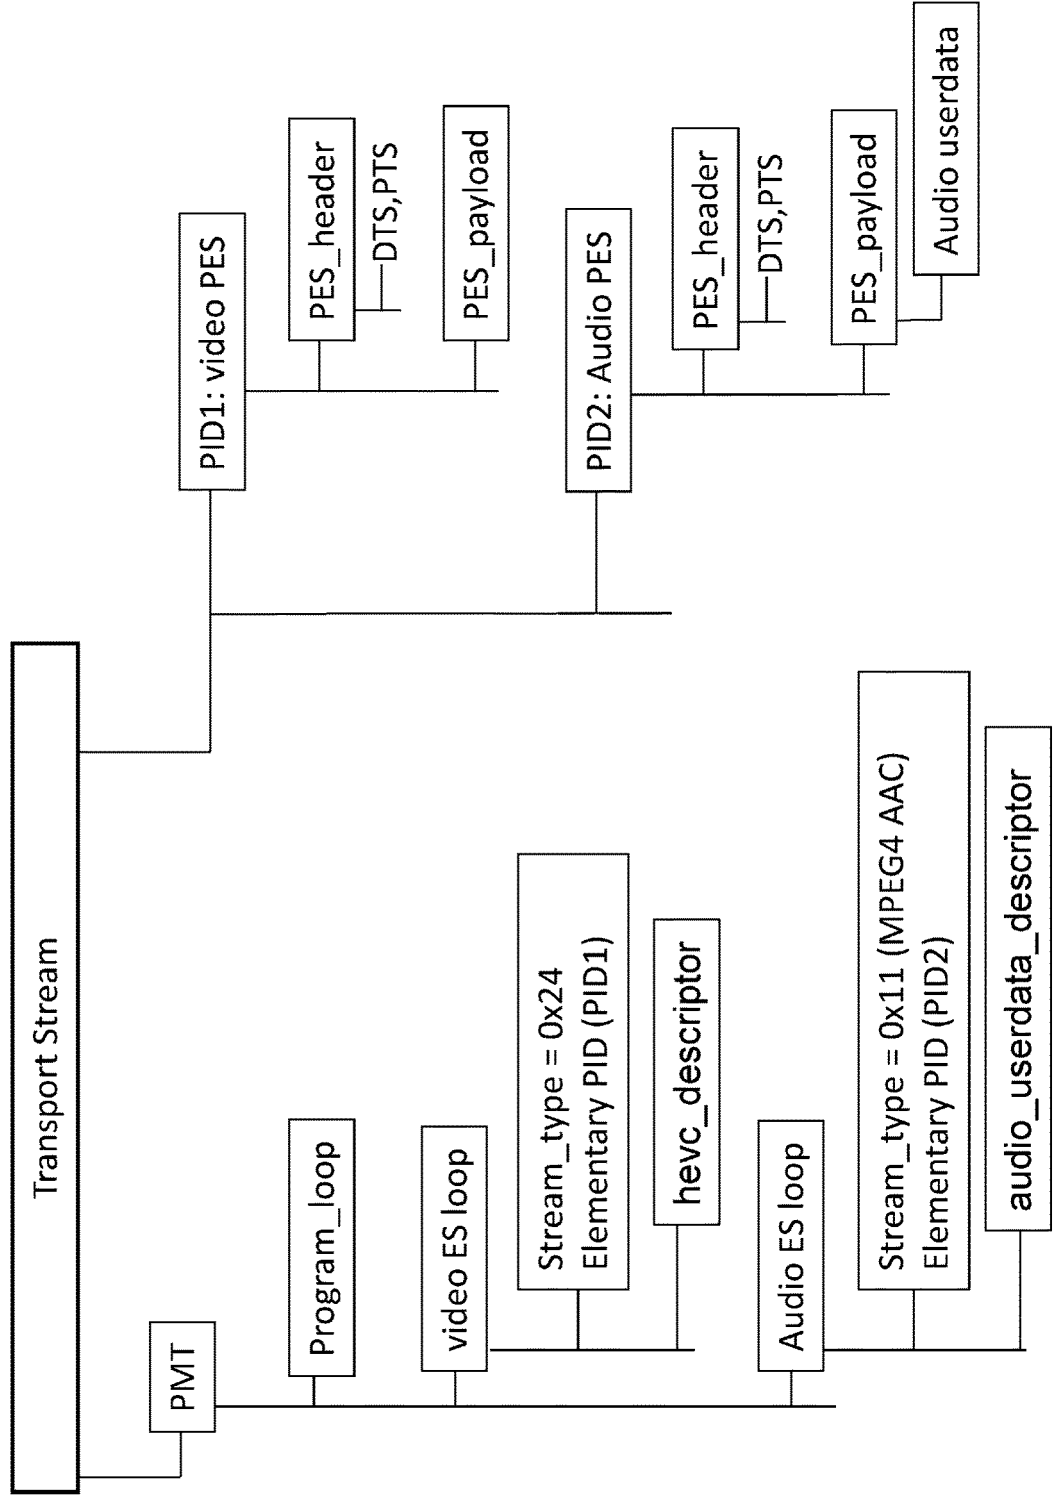 Transport Stream
PMT
Program_loop
video ES loop
Stream_type = 0x24
Elementary PID (PID1)
hevc_descriptor
Audio ES loop
Stream_type = 0x11 (MPEG4 AAC)
Elementary PID (PID2)
audio_userdata_descriptor
PID1: video PES
PES_header
DTS,PTS
PES_payload
PID2: Audio PES
PES_header
DTS,PTS
PES_payload
Audio userdata